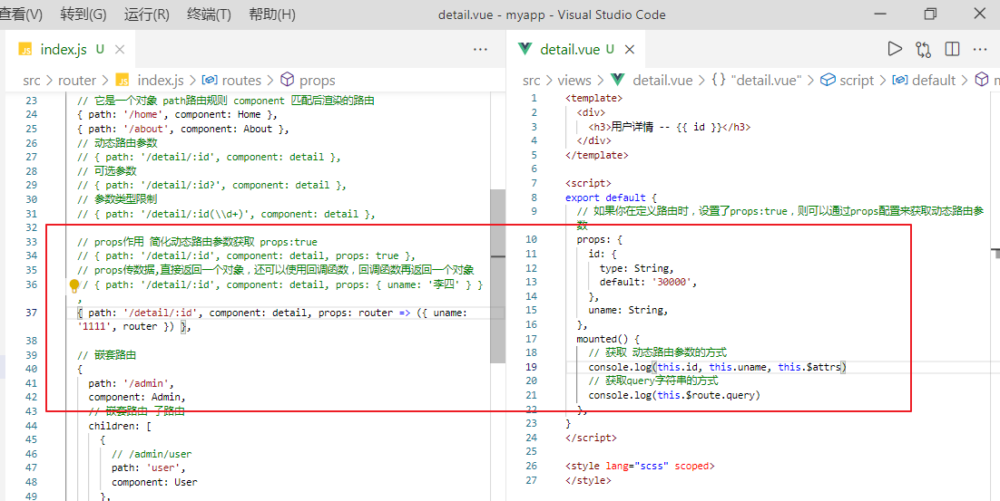 查看(V) 转到(G) 运行(R) 终端(T) 帮助(H) detail.vue - myapp - Visual Studio Code
JS index.js U
src > router > JS index.js > routes > props
23 // 它是一个对象 path路由规则 component 匹配后渲染的路由
24 { path: '/home', component: Home },
25 { path: '/about', component: About },
26 // 动态路由参数
27 // { path: '/detail/:id', component: detail },
28 // 可选参数
29 // { path: '/detail/:id?', component: detail },
30 // 参数类型限制
31 // { path: '/detail/:id(\\d+)', component: detail },
32
33 // props作用 简化动态路由参数获取 props:true
34 // { path: '/detail/:id', component: detail, props: true },
35 // props传数据,直接返回一个对象，还可以使用回调函数，回调函数再返回一个对象
36 / { path: '/detail/:id', component: detail, props: { uname: '李四' } }
,
37 { path: '/detail/:id', component: detail, props: router => ({ uname:
'1111', router }) },
38
39 // 嵌套路由
40 {
41 path: '/admin',
42 component: Admin,
43 // 嵌套路由 子路由
44 children: [
45 {
46 // /admin/user
47 path: 'user',
48 component: User
49 },
detail.vue U
src > views > detail.vue > {} "detail.vue" > script > default >
1 <template>
2 <div>
3 <h3>用户详情 -- {{ id }}</h3>
4 </div>
5 </template>
6
7 <script>
8 export default {
9 // 如果你在定义路由时，设置了props:true，则可以通过props配置来获取动态路由参
数
10 props: {
11 id: {
12 type: String,
13 default: '30000',
14 },
15 uname: String,
16 },
17 mounted() {
18 // 获取 动态路由参数的方式
19 console.log(this.id, this.uname, this.$attrs)
20 // 获取query字符串的方式
21 console.log(this.$route.query)
22 },
23 }
24 </script>
25
26 <style lang="scss" scoped>
27 </style>